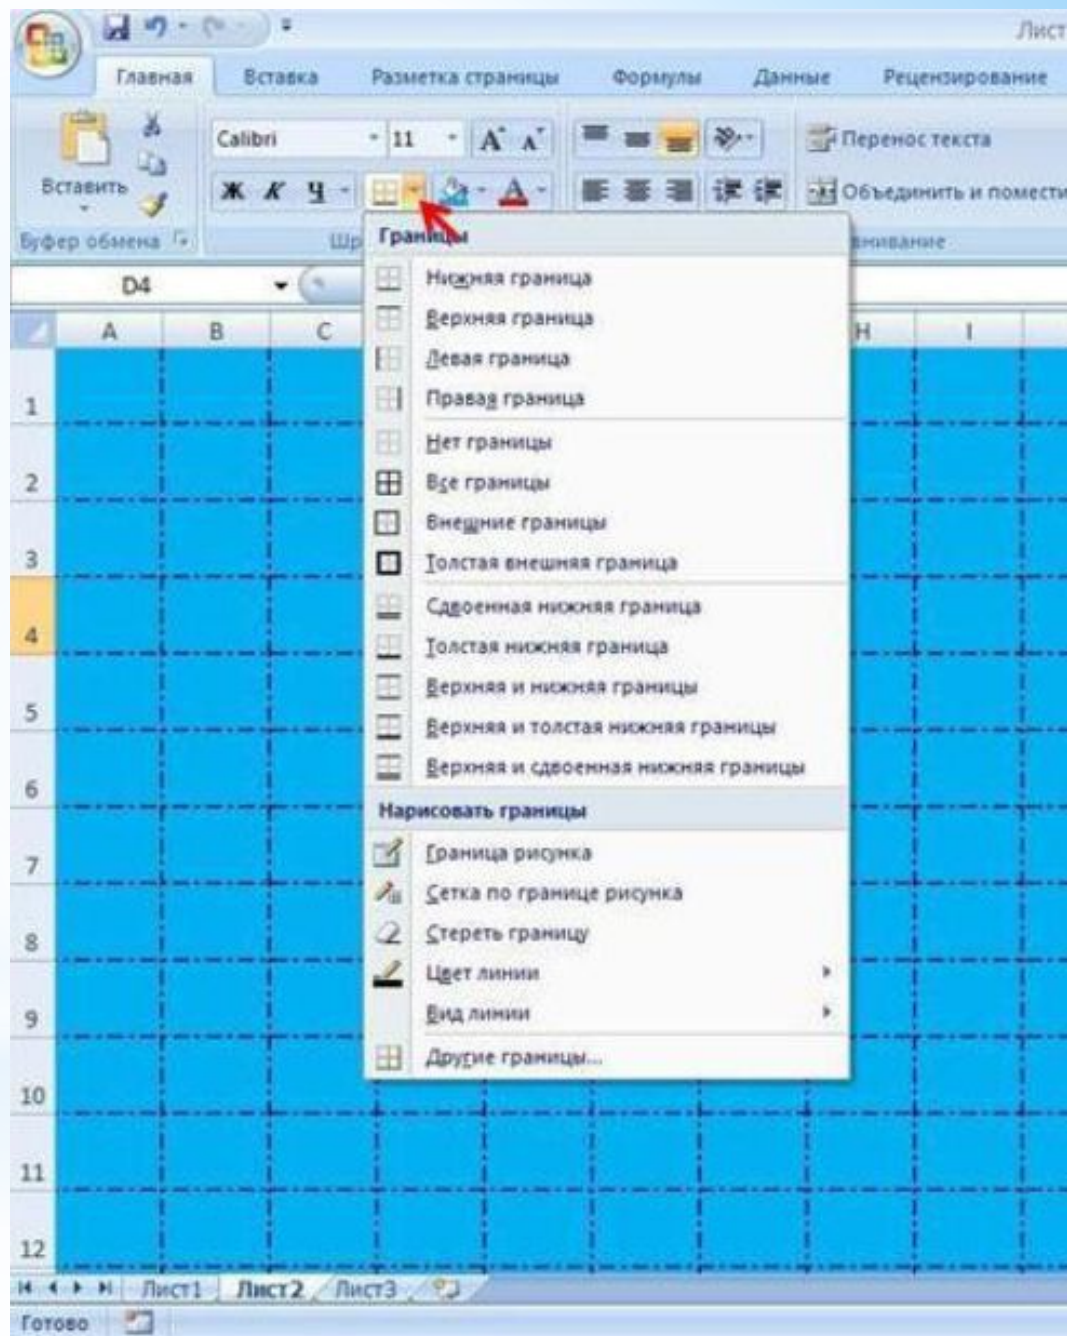 Лист
Главная Вставка Разметка страницы Формулы Данные Рецензирование
Calibri 11 А А Перенос текста
Вставить Ж К Ч А Объединить и помести
Буфер обмена Шр внивание
Границы
D4
Нижняя граница
A B C H I
Верхняя граница
Левая граница
1 Правая граница
Нет границы
2 Все границы
Внешние границы
3 Толстая внешняя граница
Сдвоенная нижняя граница
4 Толстая нижняя граница
Верхняя и нижняя границы
5 Верхняя и толстая нижняя границы
Верхняя и сдвоенная нижняя границы
6
Нарисовать границы
7 Граница рисунка
Сетка по границе рисунка
8 Стереть границу
Цвет линии
9 Вид линии
Другие границы...
10
11
12
Лист1 Лист2 Лист3
Готово